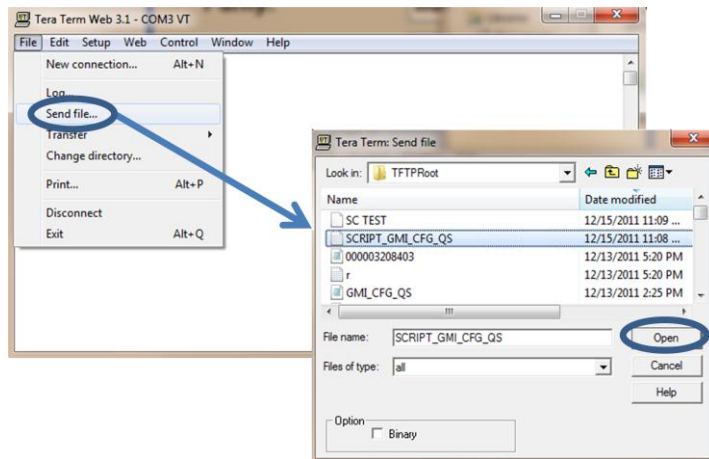 Tera Term Web 3.1 - COM3 VT
File Edit Setup Web Control Window Help
New connection... Alt+N
Log...
Send file...
Transfer
Change directory...
Print... Alt+P
Disconnect
Exit Alt+Q
Tera Term: Send file
Look in: TFTPRoot
Name Date modified
SC TEST 12/15/2011 11:09 ...
SCRIPT_GMI_CFG_QS 12/15/2011 11:08 ...
000003208403 12/13/2011 5:20 PM
r 12/13/2011 5:20 PM
GMI_CFG_QS 12/13/2011 2:25 PM
File name: SCRIPT_GMI_CFG_QS Open
Files of type: all Cancel
Help
Option
Binary